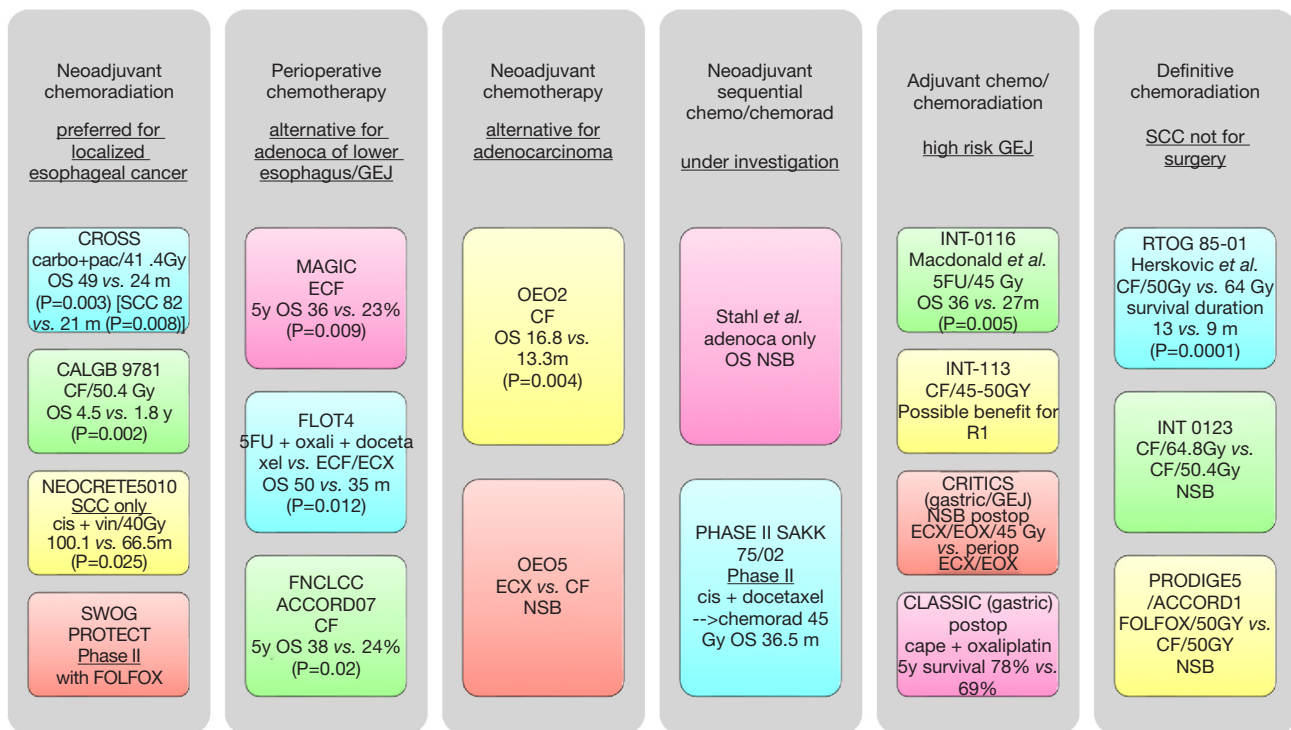 Neoadjuvant
chemoradiation
preferred for
localized
esophageal cancer
CROSS
carbo+pac/41 .4Gy
OS 49 vs. 24 m
(P=0.003) [SCC 82
vs. 21 m (P=0.008)]
CALGB 9781
CF/50.4 Gy
OS 4.5 vs. 1.8 y
(P=0.002)
NEOCRETE5010
SCC only
cis + vin/40Gy
100.1 vs. 66.5m
(P=0.025)
SWOG
PROTECT
Phase II
with FOLFOX
Perioperative
chemotherapy
alternative for
adenoca of lower
esophagus/GEJ
MAGIC
ECF
5y OS 36 vs. 23%
(P=0.009)
FLOT4
5FU + oxali + doceta
xel vs. ECF/ECX
OS 50 vs. 35 m
(P=0.012)
FNCLCC
ACCORD07
CF
5y OS 38 vs. 24%
(P=0.02)
Neoadjuvant
chemotherapy
alternative for
adenocarcinoma
OEO2
CF
OS 16.8 vs.
13.3m
(P=0.004)
OEO5
ECX vs. CF
NSB
Neoadjuvant
sequential
chemo/chemorad
under investigation
Stahl et al.
adenoca only
OS NSB
PHASE II SAKK
75/02
Phase II
cis + docetaxel
-->chemorad 45
Gy OS 36.5 m
Adjuvant chemo/
chemoradiation
high risk GEJ
INT-0116
Macdonald et al.
5FU/45 Gy
OS 36 vs. 27m
(P=0.005)
INT-113
CF/45-50GY
Possible benefit for
R1
CRITICS
(gastric/GEJ)
NSB postop
ECX/EOX/45 Gy
vs. periop
ECX/EOX
CLASSIC (gastric)
postop
cape + oxaliplatin
5y survival 78% vs.
69%
Definitive
chemoradiation
SCC not for
surgery
RTOG 85-01
Herskovic et al.
CF/50Gy vs. 64 Gy
survival duration
13 vs. 9 m
(P=0.0001)
INT 0123
CF/64.8Gy vs.
CF/50.4Gy
NSB
PRODIGE5
/ACCORD1
FOLFOX/50GY vs.
CF/50GY
NSB